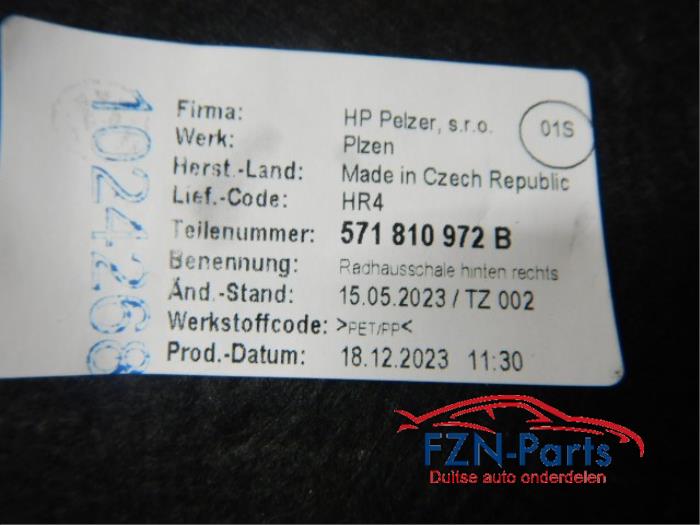 Firma: HP Pelzer, s.r.o. 01S
Werk: Plzen
Herst.-Land: Made in Czech Republic
Lief.-Code: HR4
Teilenummer: 571 810 972 B
Benennung: Radhausschale hinten rechts
Änd.-Stand: 15.05.2023 / TZ 002
Werkstoffcode: >PET/PP<
Prod.-Datum: 18.12.2023 11:30
1024268
FZN-Parts
Duitse auto onderdelen